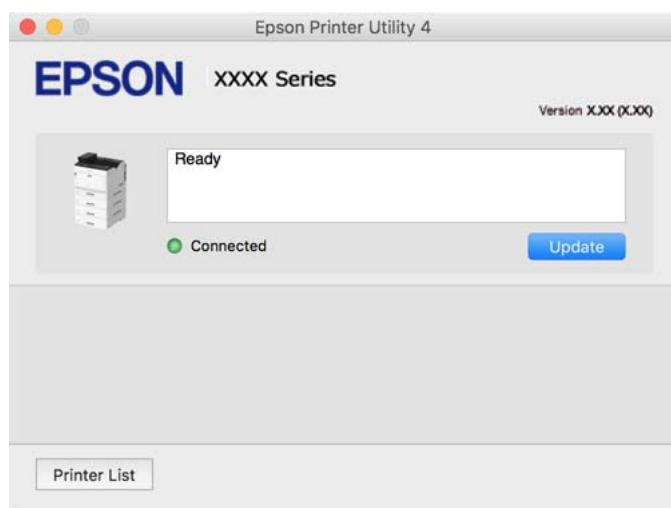 Epson Printer Utility 4
EPSON XXXX Series
Version X.XX (X.XX)
Ready
Connected
Update
Printer List